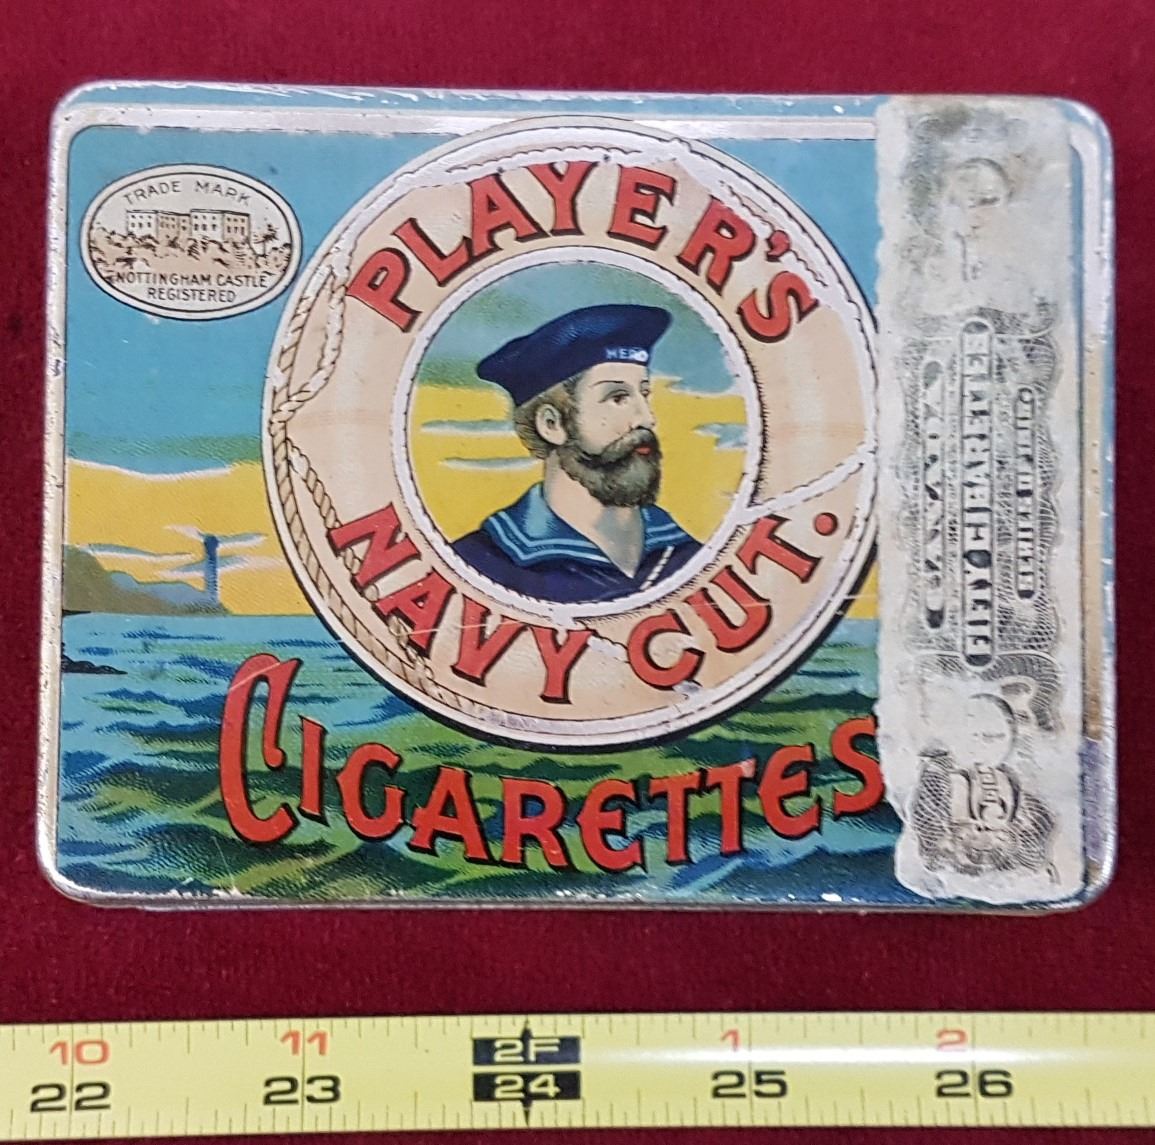 TRADE MARK
NOTTINGHAM CASTLE
REGISTERED
PLAYER'S
HERO
NAVY CUT.
CIGARETTES
10 11 2F 1 2
22 23 24 25 26